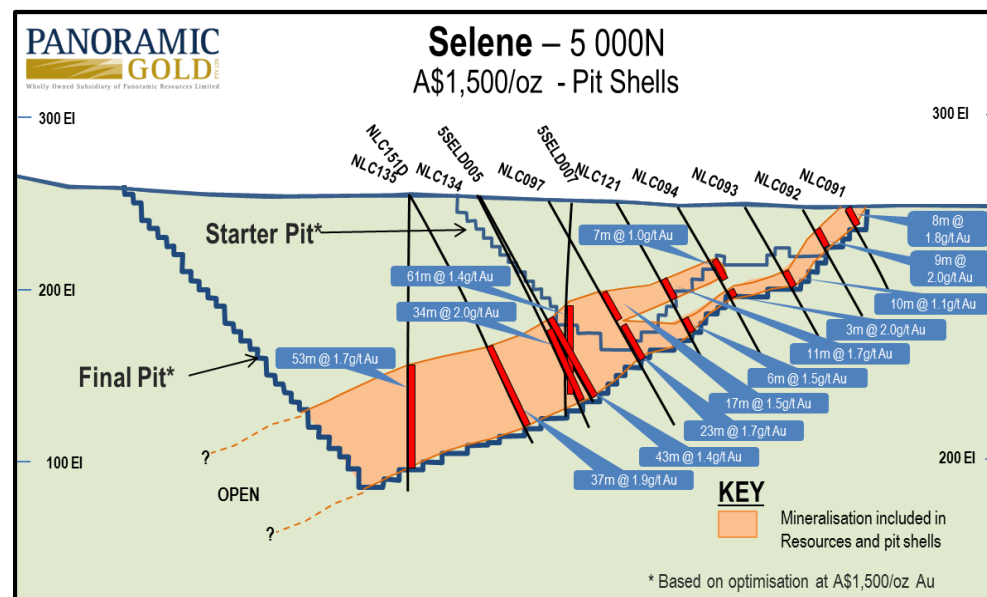 PANORAMIC
GOLD PTY LTD
Wholly Owned Subsidiary of Panoramic Resources Limited
Selene – 5 000N
A$1,500/oz - Pit Shells
300 El
300 El
NLC151D
NLC135
NLC134
5SELD005
NLC097
5SELD007
NLC121
NLC094
NLC093
NLC092
NLC091
Starter Pit*
7m @ 1.0g/t Au
8m @
1.8g/t Au
9m @
2.0g/t Au
61m @ 1.4g/t Au
200 El
10m @ 1.1g/t Au
34m @ 2.0g/t Au
3m @ 2.0g/t Au
53m @ 1.7g/t Au
11m @ 1.7g/t Au
Final Pit*
6m @ 1.5g/t Au
17m @ 1.5g/t Au
23m @ 1.7g/t Au
?
100 El
43m @ 1.4g/t Au
200 El
37m @ 1.9g/t Au
OPEN
?
KEY
Mineralisation included in
Resources and pit shells
* Based on optimisation at A$1,500/oz Au